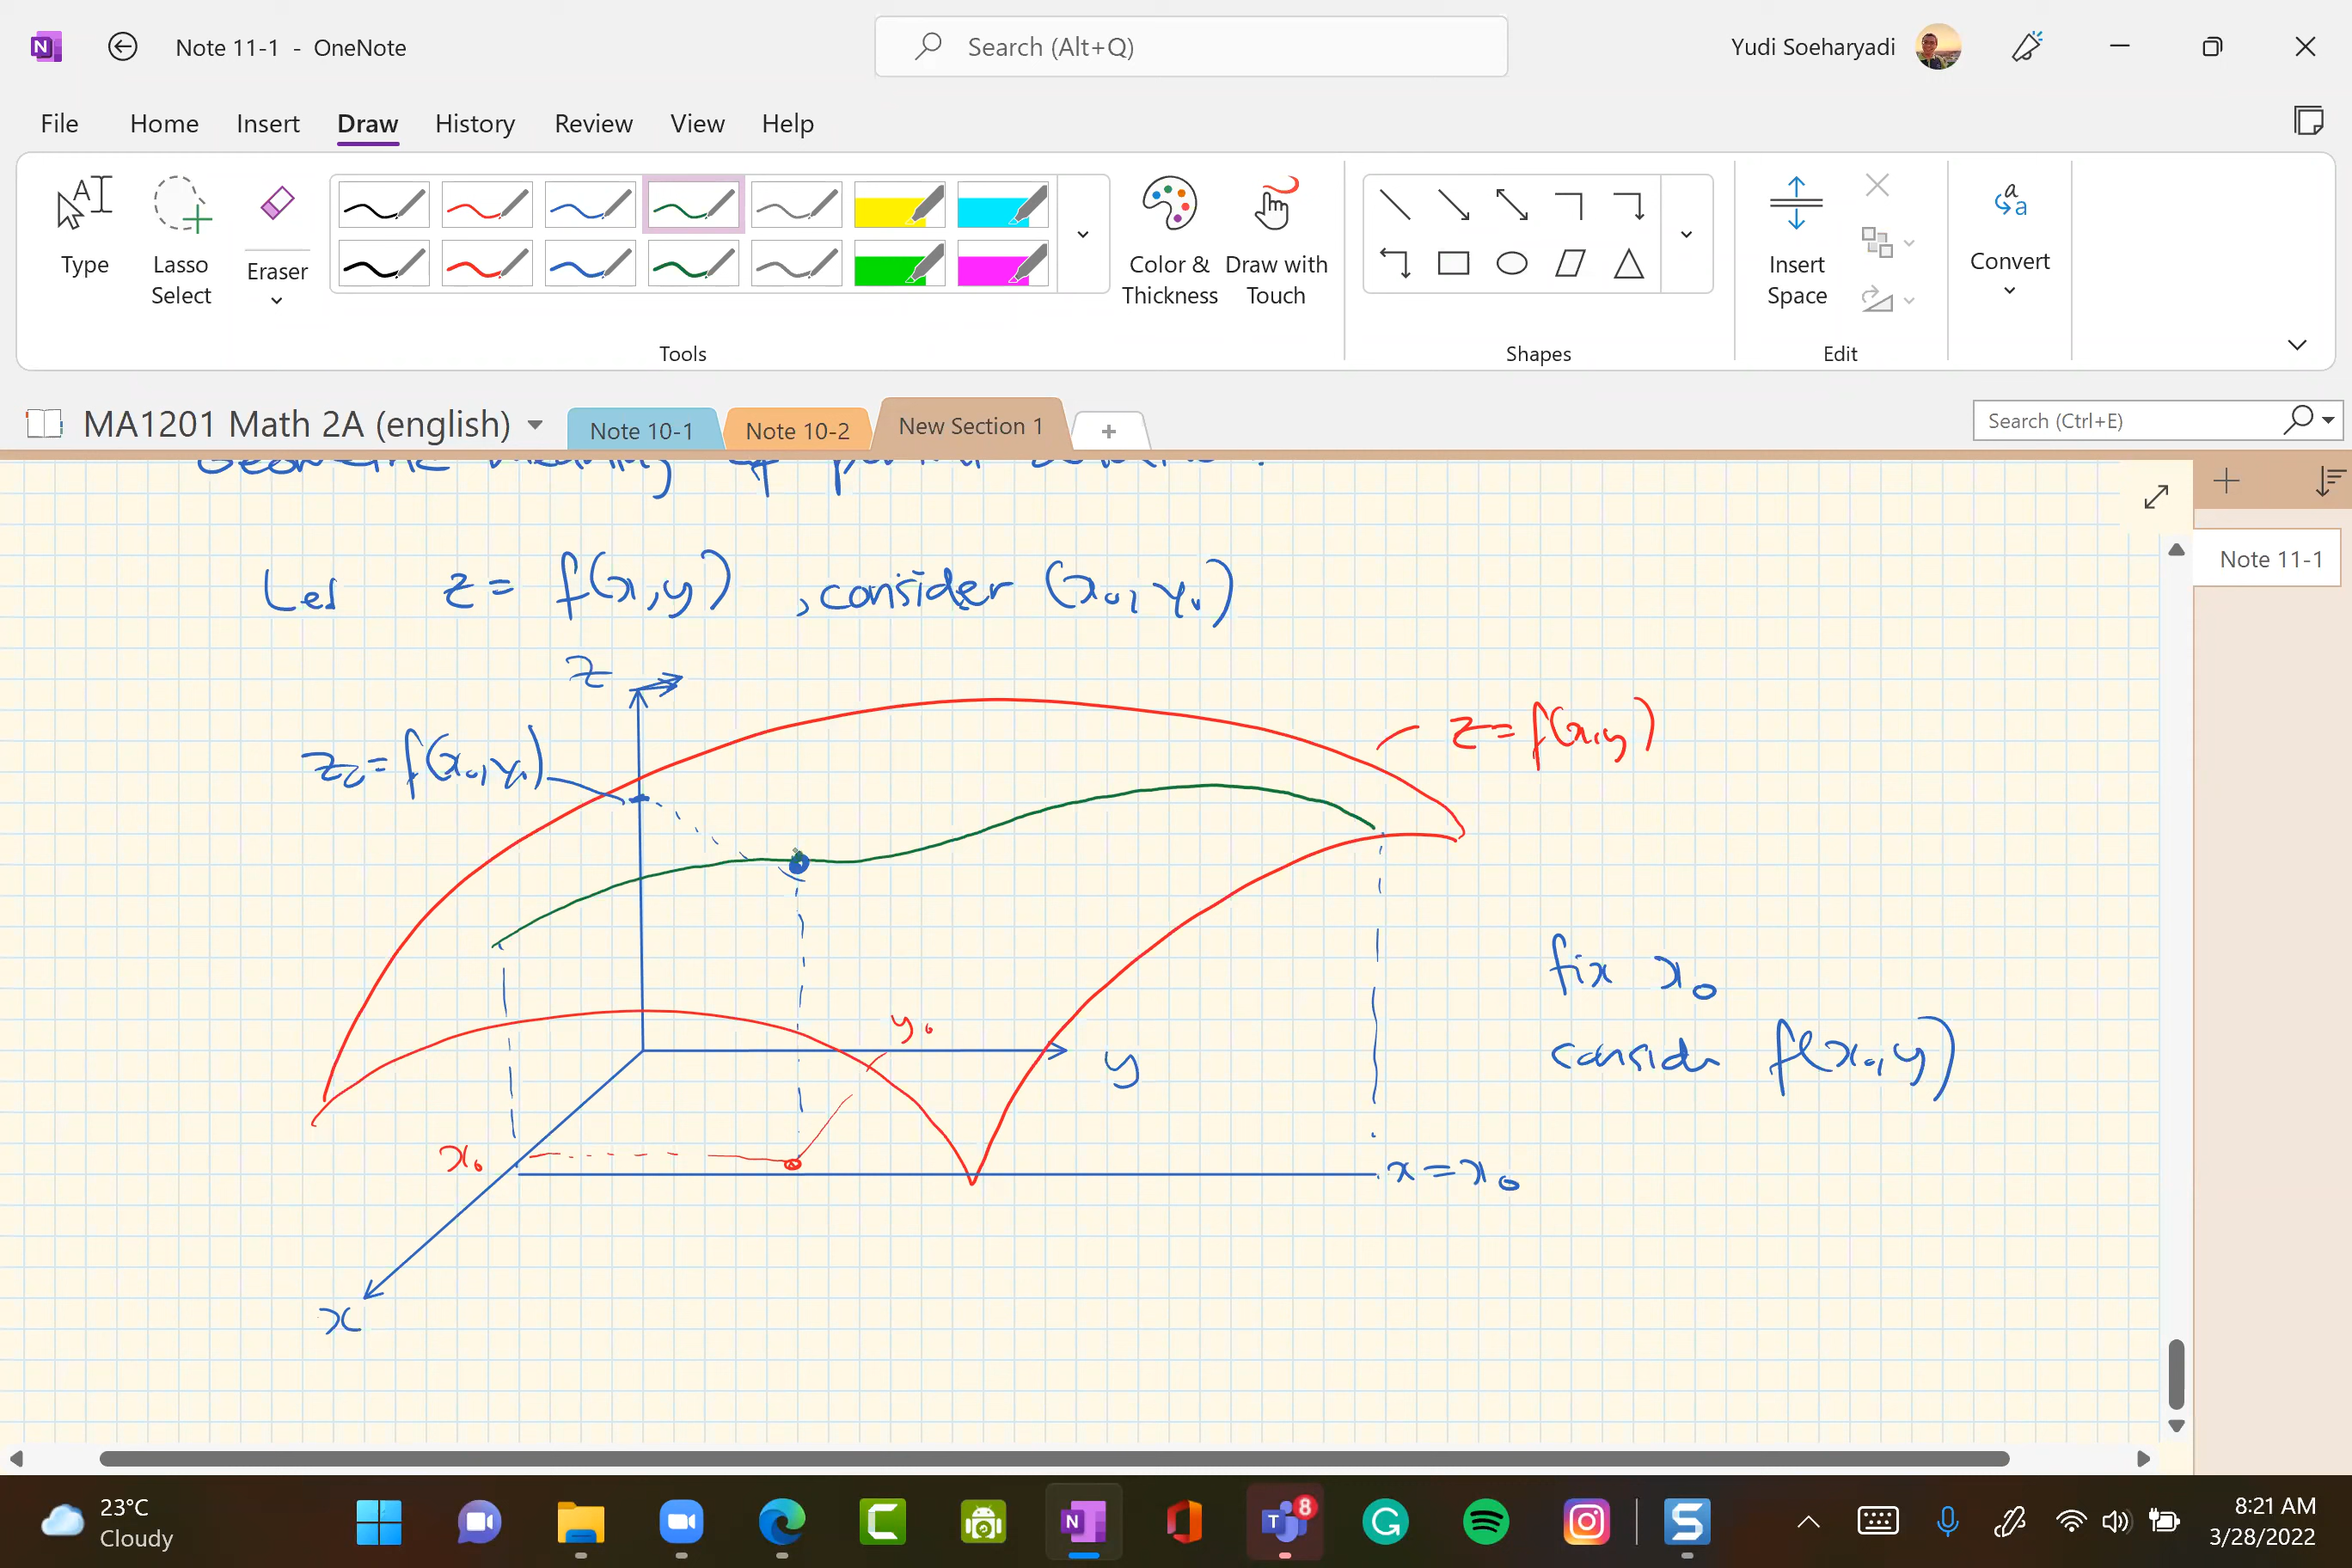 Note 11-1 - OneNote
Search (Alt+Q)
Yudi Soeharyadi
File Home Insert Draw History Review View Help
Type
Lasso Select
Eraser
Color & Thickness
Draw with Touch
Insert Space
Convert
Tools
Shapes
Edit
MA1201 Math 2A (english)
Note 10-1
Note 10-2
New Section 1
Search (Ctrl+E)
Note 11-1
Let z = f(x,y) , consider (x₀, y₀)
z
z₀ = f(x₀, y₀)
z = f(x,y)
fix x₀
y₀
y
consider f(x₀, y)
x₀
x = x₀
x
23°C
Cloudy
8
8:21 AM
3/28/2022